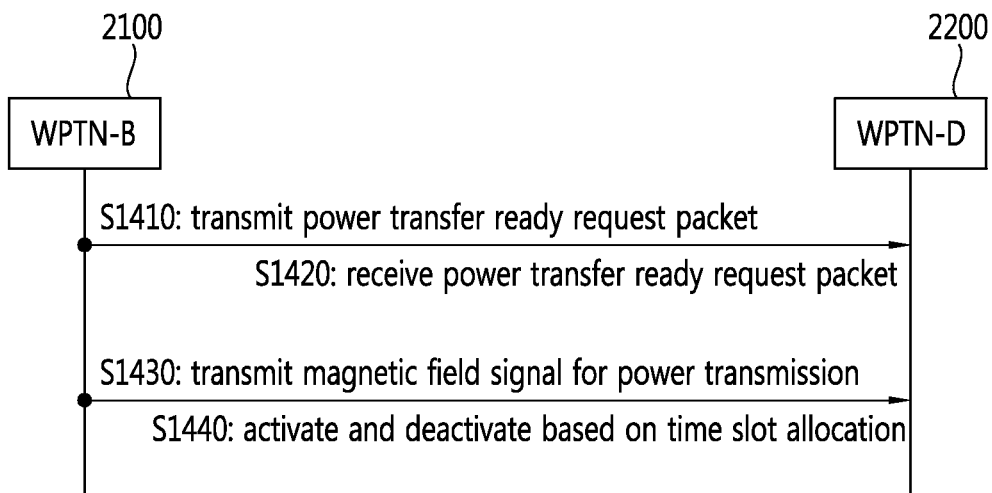 2100
2200
WPTN-B
WPTN-D
S1410: transmit power transfer ready request packet
S1420: receive power transfer ready request packet
S1430: transmit magnetic field signal for power transmission
S1440: activate and deactivate based on time slot allocation